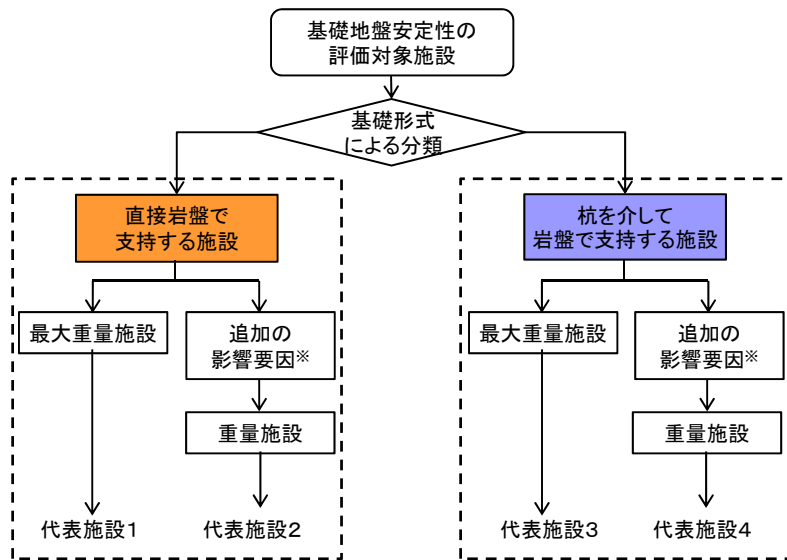 基礎地盤安定性の
評価対象施設
基礎形式
による分類
直接岩盤で
支持する施設
杭を介して
岩盤で支持する施設
最大重量施設
追加の
影響要因※
最大重量施設
追加の
影響要因※
重量施設
重量施設
代表施設1
代表施設2
代表施設3
代表施設4